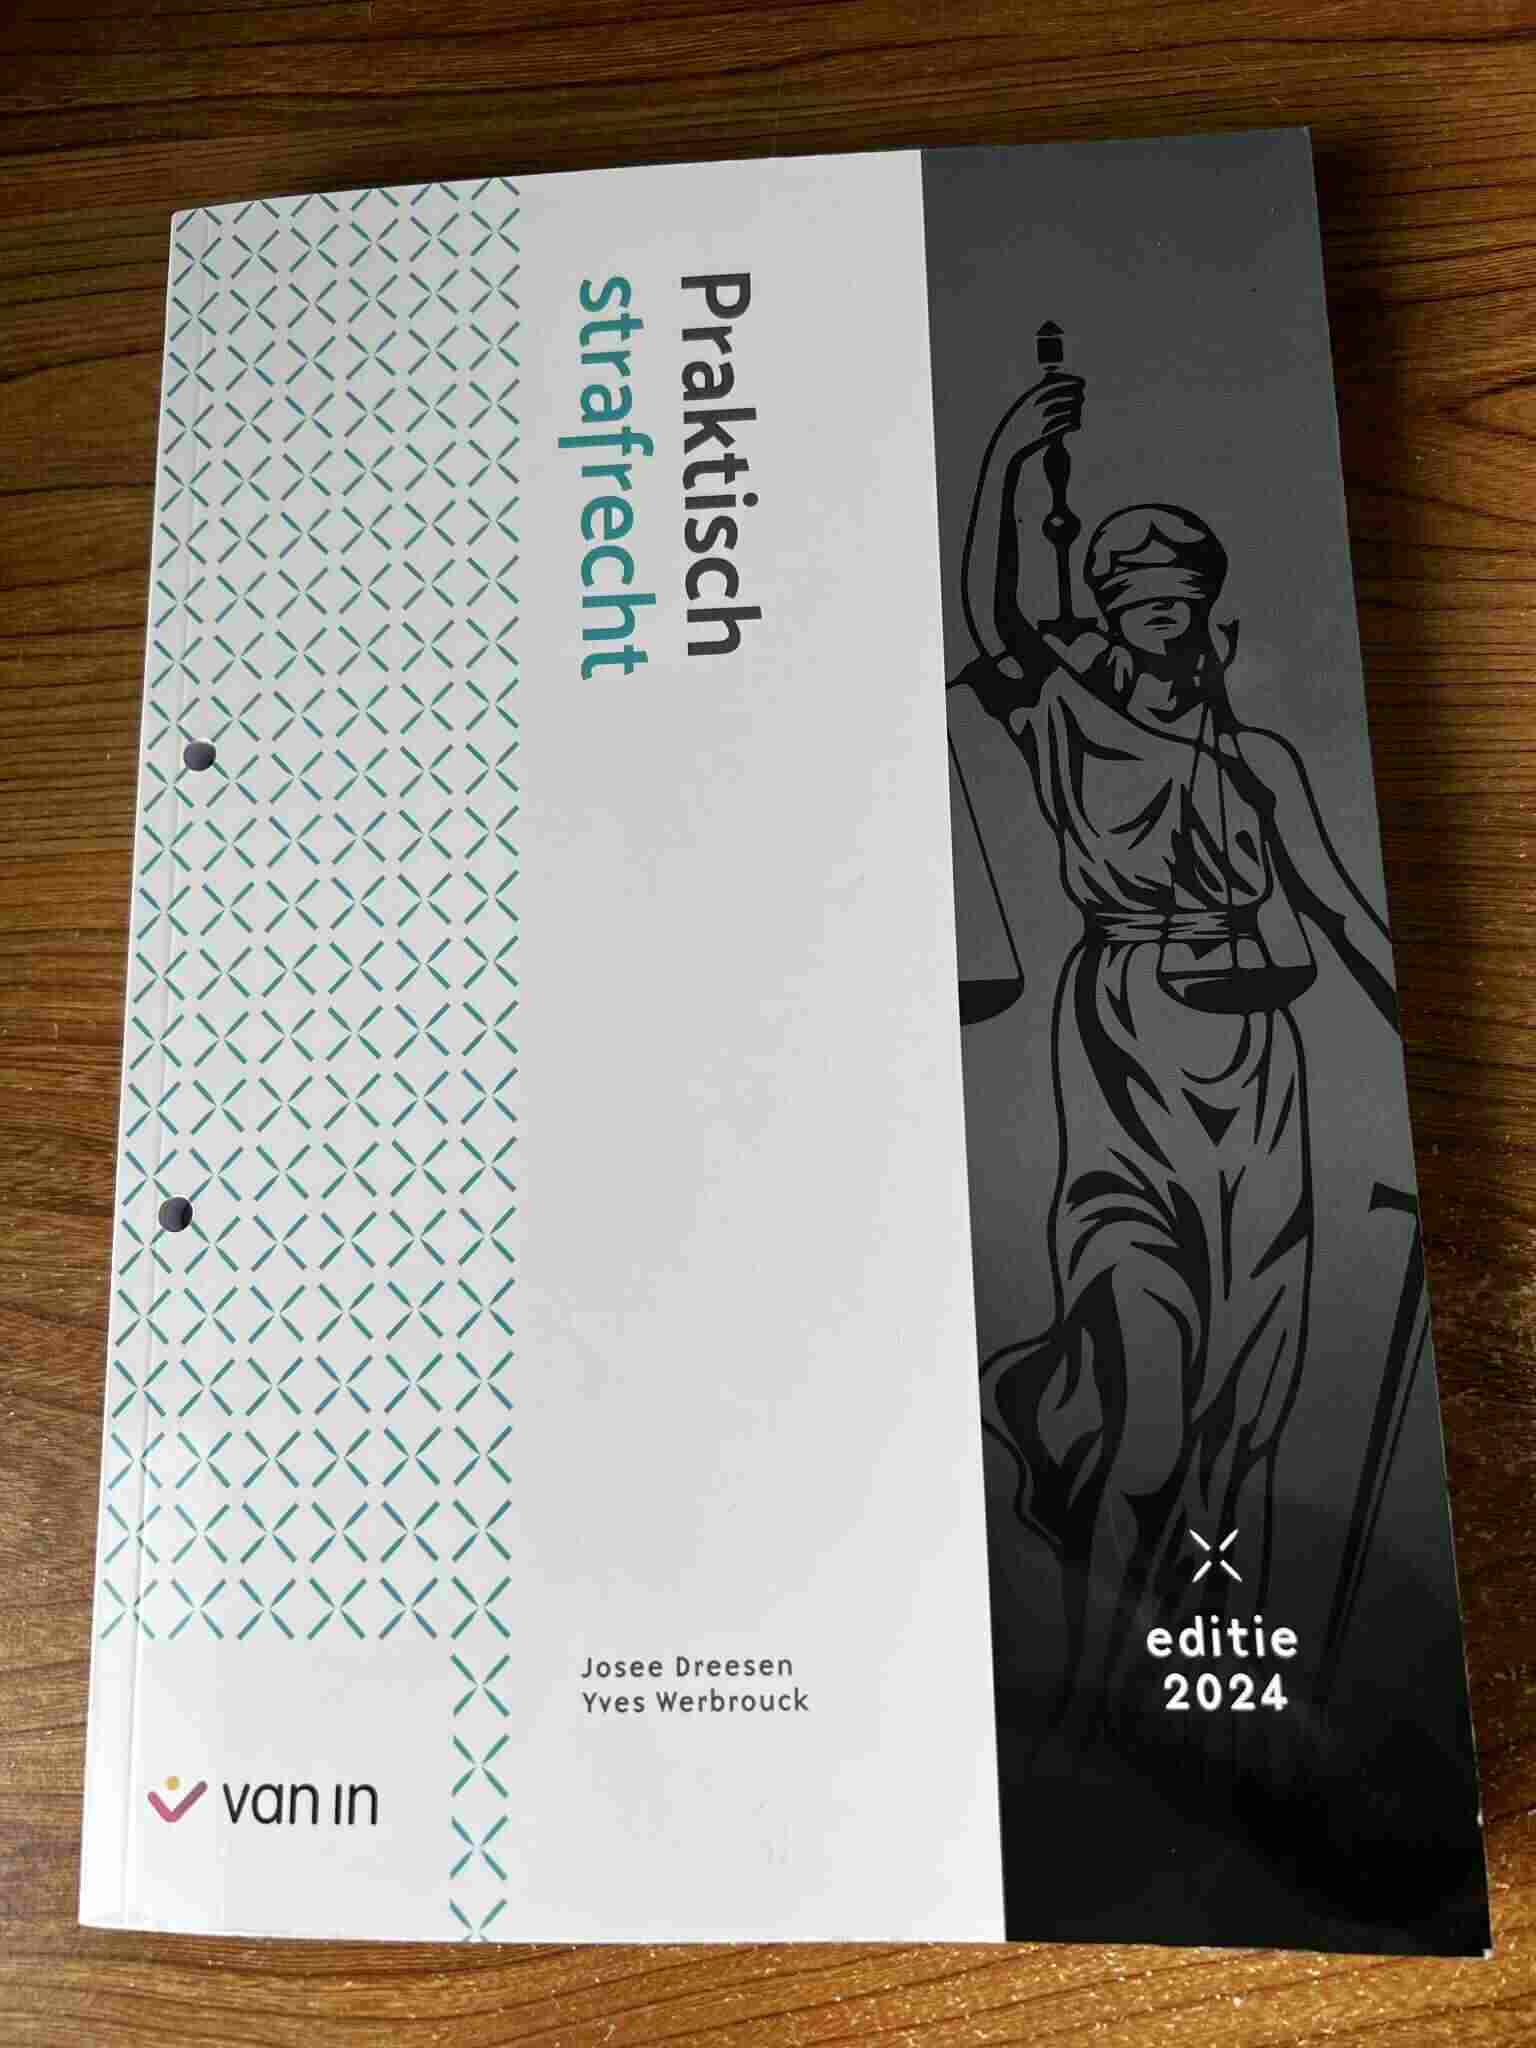 Praktisch
strafrecht
Josee Dreesen
Yves Werbrouck
editie
2024
van in